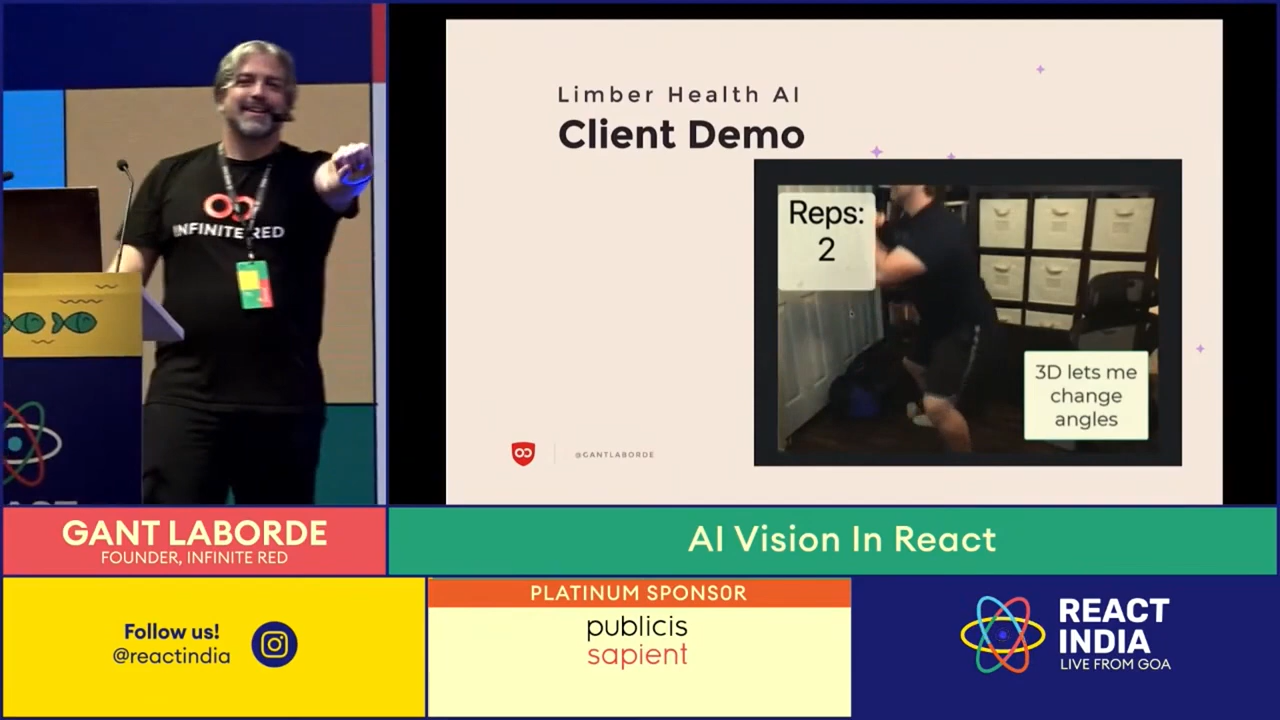 INFINITE RED
Limber Health AI
Client Demo
Reps:
2
3D lets me
change
angles
@GANTLABORDE
GANT LABORDE
FOUNDER, INFINITE RED
AI Vision In React
Follow us!
@reactindia
PLATINUM SPONSOR
publicis
sapient
REACT
INDIA
LIVE FROM GOA